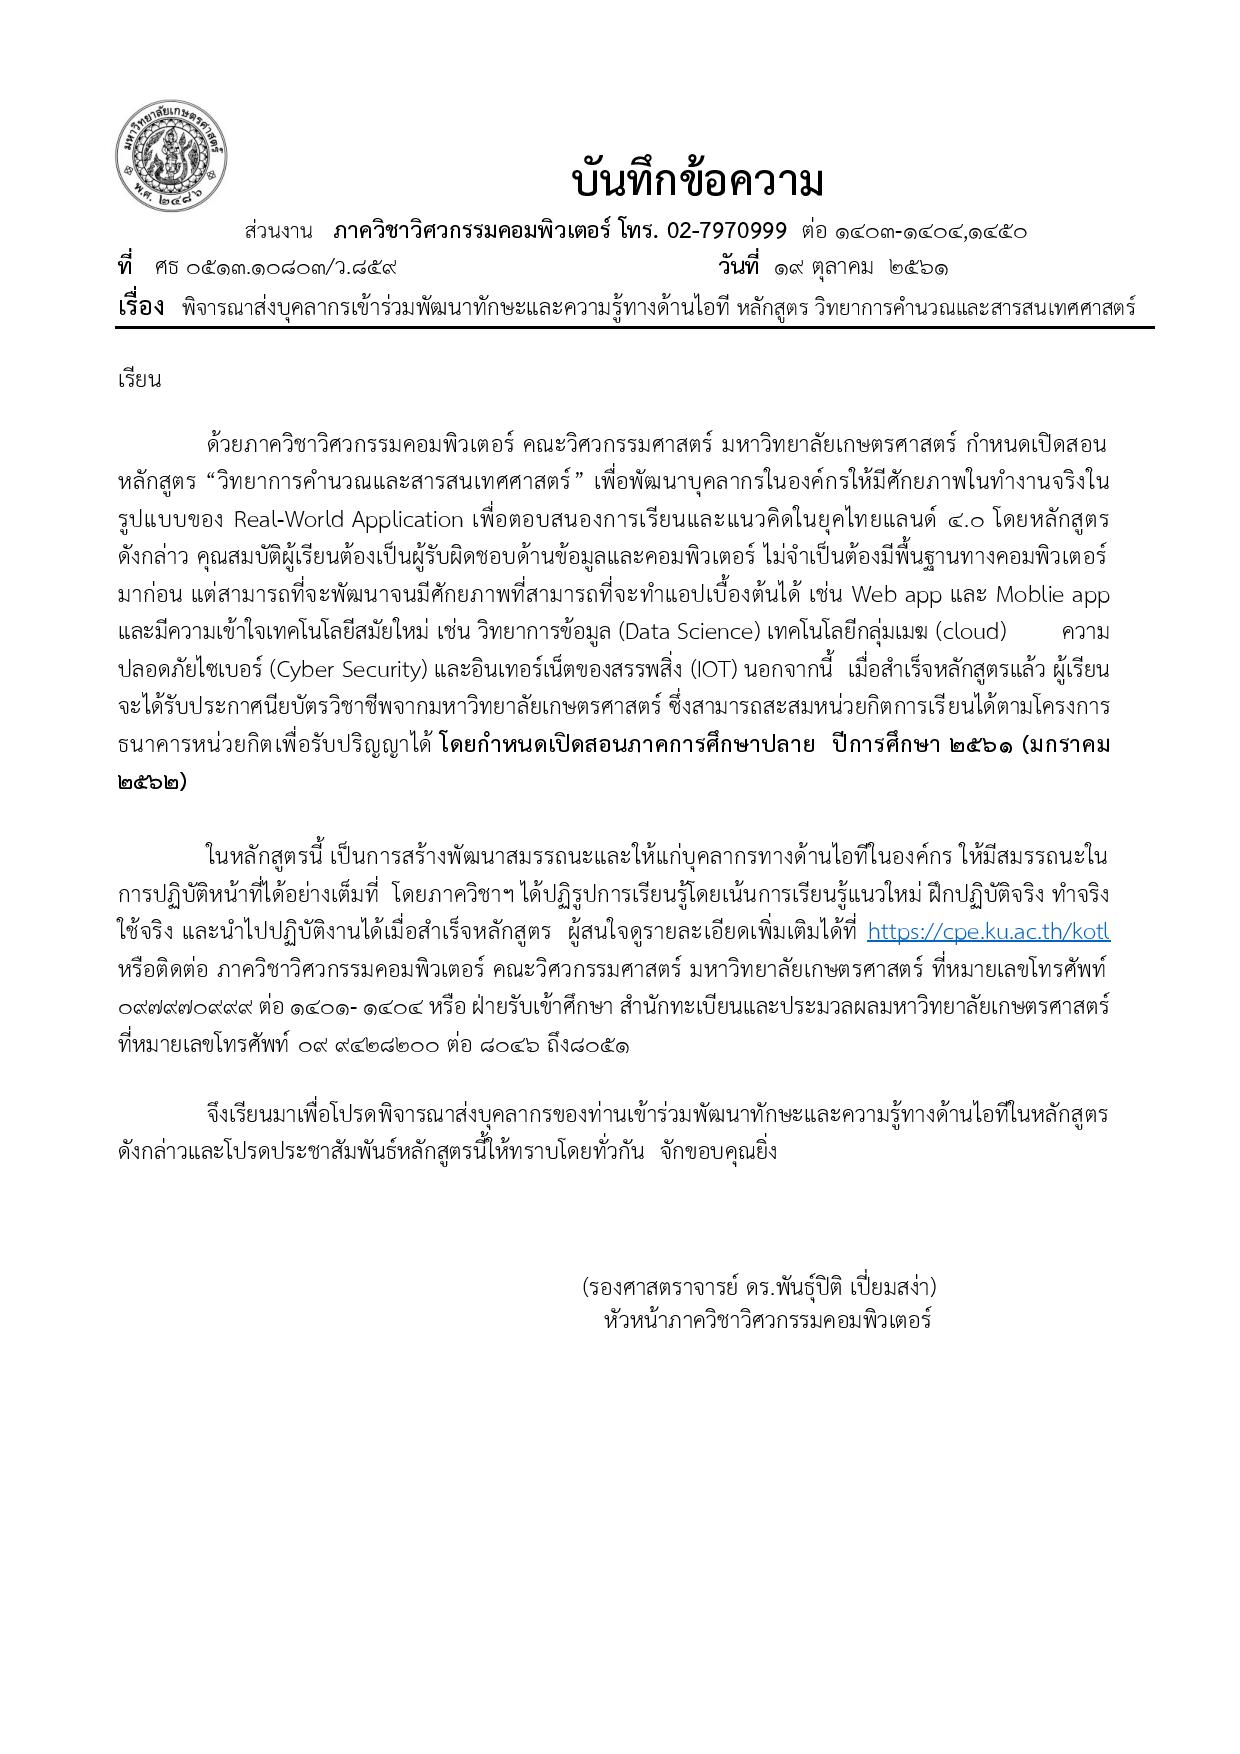 มหาวิทยาลัยเกษตรศาสตร์
พ.ศ. ๒๔๘๖
บันทึกข้อความ
ส่วนงาน ภาควิชาวิศวกรรมคอมพิวเตอร์ โทร. 02-7970999 ต่อ ๑๔๐๓-๑๔๐๔,๑๔๕๐
ที่ ศธ ๐๕๑๓.๑๐๘๐๓/ว.๘๕๙ วันที่ ๑๙ ตุลาคม ๒๕๖๑
เรื่อง พิจารณาส่งบุคลากรเข้าร่วมพัฒนาทักษะและความรู้ทางด้านไอที หลักสูตร วิทยาการคำนวณและสารสนเทศศาสตร์
เรียน
ด้วยภาควิชาวิศวกรรมคอมพิวเตอร์ คณะวิศวกรรมศาสตร์ มหาวิทยาลัยเกษตรศาสตร์ กำหนดเปิดสอน
หลักสูตร “วิทยาการคำนวณและสารสนเทศศาสตร์” เพื่อพัฒนาบุคลากรในองค์กรให้มีศักยภาพในทำงานจริงใน
รูปแบบของ Real-World Application เพื่อตอบสนองการเรียนและแนวคิดในยุคไทยแลนด์ ๔.๐ โดยหลักสูตร
ดังกล่าว คุณสมบัติผู้เรียนต้องเป็นผู้รับผิดชอบด้านข้อมูลและคอมพิวเตอร์ ไม่จำเป็นต้องมีพื้นฐานทางคอมพิวเตอร์
มาก่อน แต่สามารถที่จะพัฒนาจนมีศักยภาพที่สามารถที่จะทำแอปเบื้องต้นได้ เช่น Web app และ Moblie app
และมีความเข้าใจเทคโนโลยีสมัยใหม่ เช่น วิทยาการข้อมูล (Data Science) เทคโนโลยีกลุ่มเมฆ (cloud) ความ
ปลอดภัยไซเบอร์ (Cyber Security) และอินเทอร์เน็ตของสรรพสิ่ง (IOT) นอกจากนี้ เมื่อสำเร็จหลักสูตรแล้ว ผู้เรียน
จะได้รับประกาศนียบัตรวิชาชีพจากมหาวิทยาลัยเกษตรศาสตร์ ซึ่งสามารถสะสมหน่วยกิตการเรียนได้ตามโครงการ
ธนาคารหน่วยกิตเพื่อรับปริญญาได้ โดยกำหนดเปิดสอนภาคการศึกษาปลาย ปีการศึกษา ๒๕๖๑ (มกราคม
๒๕๖๒)
ในหลักสูตรนี้ เป็นการสร้างพัฒนาสมรรถนะและให้แก่บุคลากรทางด้านไอทีในองค์กร ให้มีสมรรถนะใน
การปฏิบัติหน้าที่ได้อย่างเต็มที่ โดยภาควิชาฯ ได้ปฏิรูปการเรียนรู้โดยเน้นการเรียนรู้แนวใหม่ ฝึกปฏิบัติจริง ทำจริง
ใช้จริง และนำไปปฏิบัติงานได้เมื่อสำเร็จหลักสูตร ผู้สนใจดูรายละเอียดเพิ่มเติมได้ที่ https://cpe.ku.ac.th/kotl
หรือติดต่อ ภาควิชาวิศวกรรมคอมพิวเตอร์ คณะวิศวกรรมศาสตร์ มหาวิทยาลัยเกษตรศาสตร์ ที่หมายเลขโทรศัพท์
๐๙๗๙๗๐๙๙๙ ต่อ ๑๔๐๑- ๑๔๐๔ หรือ ฝ่ายรับเข้าศึกษา สำนักทะเบียนและประมวลผลมหาวิทยาลัยเกษตรศาสตร์
ที่หมายเลขโทรศัพท์ ๐๙ ๙๔๒๘๒๐๐ ต่อ ๘๐๔๖ ถึง๘๐๕๑
จึงเรียนมาเพื่อโปรดพิจารณาส่งบุคลากรของท่านเข้าร่วมพัฒนาทักษะและความรู้ทางด้านไอทีในหลักสูตร
ดังกล่าวและโปรดประชาสัมพันธ์หลักสูตรนี้ให้ทราบโดยทั่วกัน จักขอบคุณยิ่ง
(รองศาสตราจารย์ ดร.พันธุ์ปิติ เปี่ยมสง่า)
หัวหน้าภาควิชาวิศวกรรมคอมพิวเตอร์